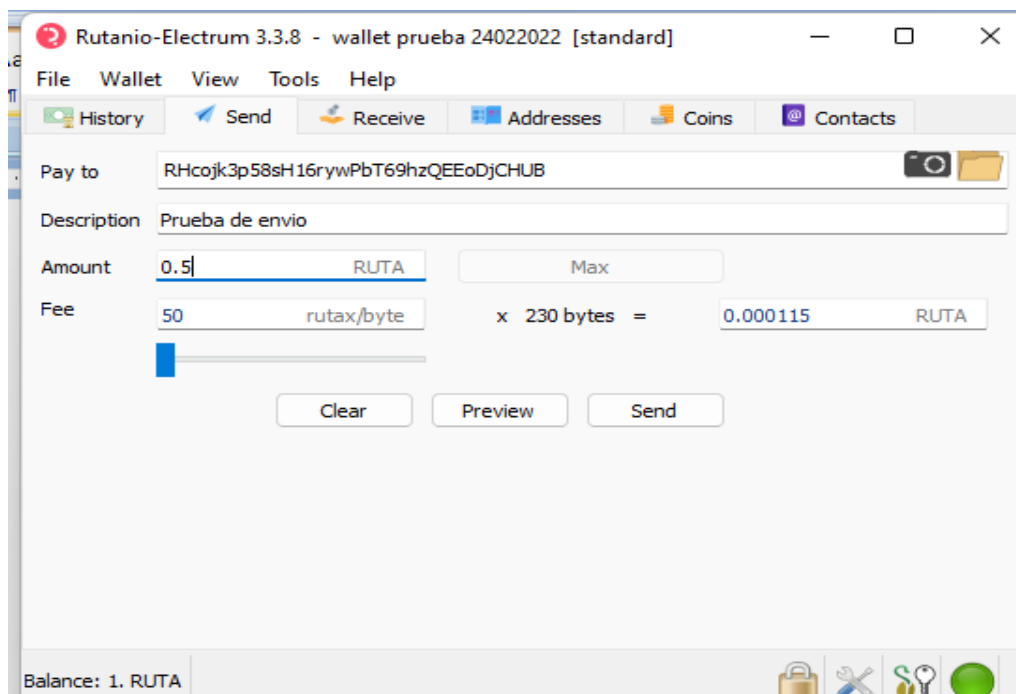 Rutanio-Electrum 3.3.8 - wallet prueba 24022022 [standard]
File Wallet View Tools Help
History Send Receive Addresses Coins Contacts
Pay to RHcojk3p58sH16rywPbT69hzQEEoDjCHUB
Description Prueba de envio
Amount 0.5 RUTA Max
Fee 50 rutax/byte x 230 bytes = 0.000115 RUTA
Clear Preview Send
Balance: 1. RUTA